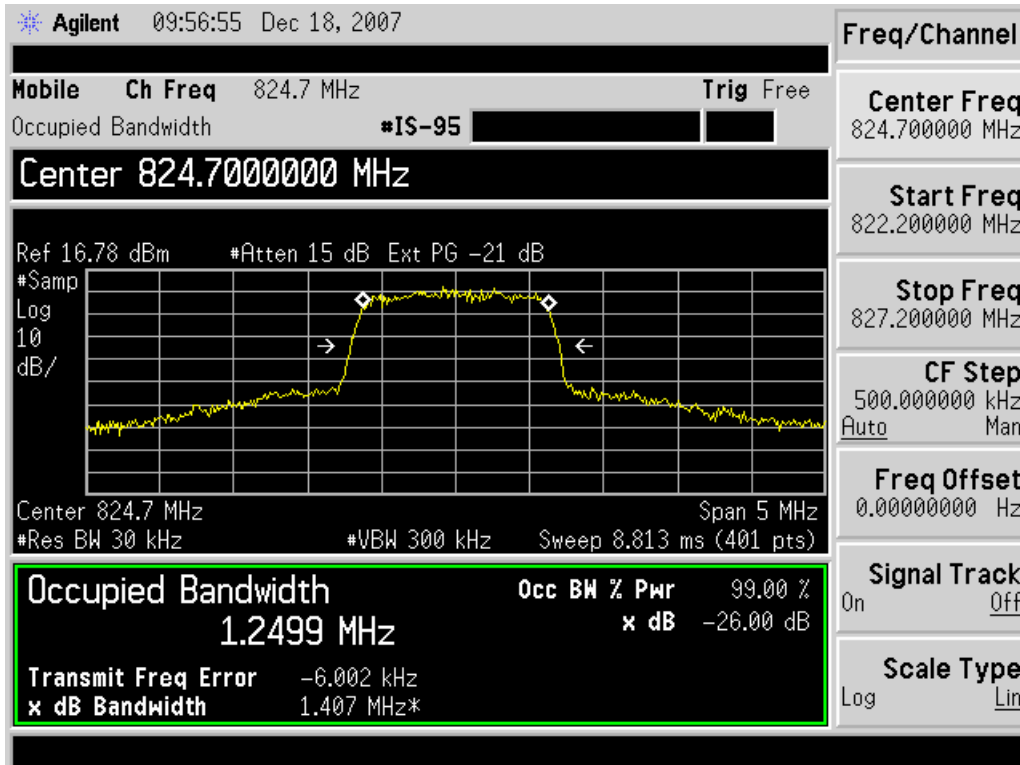 Agilent 09:56:55 Dec 18, 2007
Freq/Channel
Mobile Ch Freq 824.7 MHz Trig Free
Occupied Bandwidth #IS-95
Center 824.7000000 MHz
Ref 16.78 dBm #Atten 15 dB Ext PG -21 dB
#Samp
Log
10
dB/
Center 824.7 MHz Span 5 MHz
#Res BW 30 kHz #VBW 300 kHz Sweep 8.813 ms (401 pts)
Occupied Bandwidth Occ BW % Pwr 99.00 %
1.2499 MHz x dB -26.00 dB
Transmit Freq Error -6.002 kHz
x dB Bandwidth 1.407 MHz*
Center Freq
824.700000 MHz
Start Freq
822.200000 MHz
Stop Freq
827.200000 MHz
CF Step
500.000000 kHz
Auto Man
Freq Offset
0.00000000 Hz
Signal Track
On Off
Scale Type
Log Lin